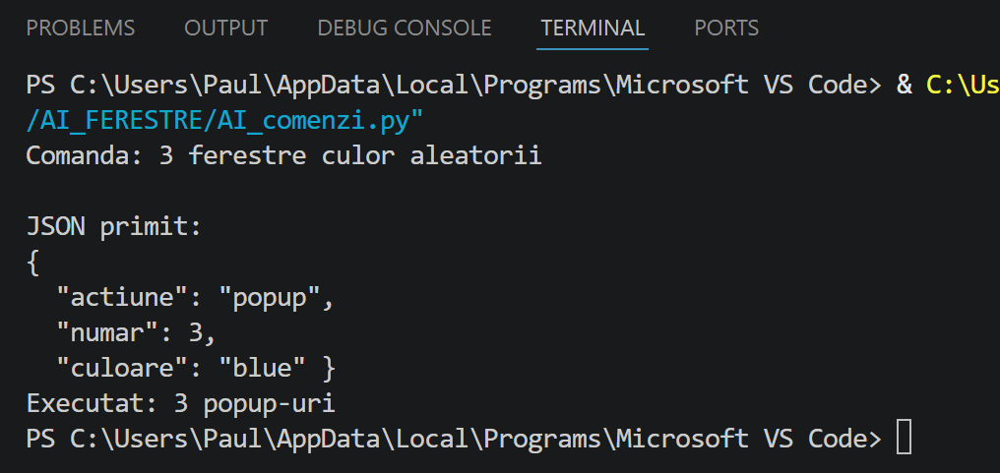 PROBLEMS OUTPUT DEBUG CONSOLE TERMINAL PORTS
PS C:\Users\Paul\AppData\Local\Programs\Microsoft VS Code> & C:\Us
/AI_FERESTRE/AI_comenzi.py"
Comanda: 3 ferestre culor aleatorii
JSON primit:
{
  "actiune": "popup",
  "numar": 3,
  "culoare": "blue" }
Executat: 3 popup-uri
PS C:\Users\Paul\AppData\Local\Programs\Microsoft VS Code>